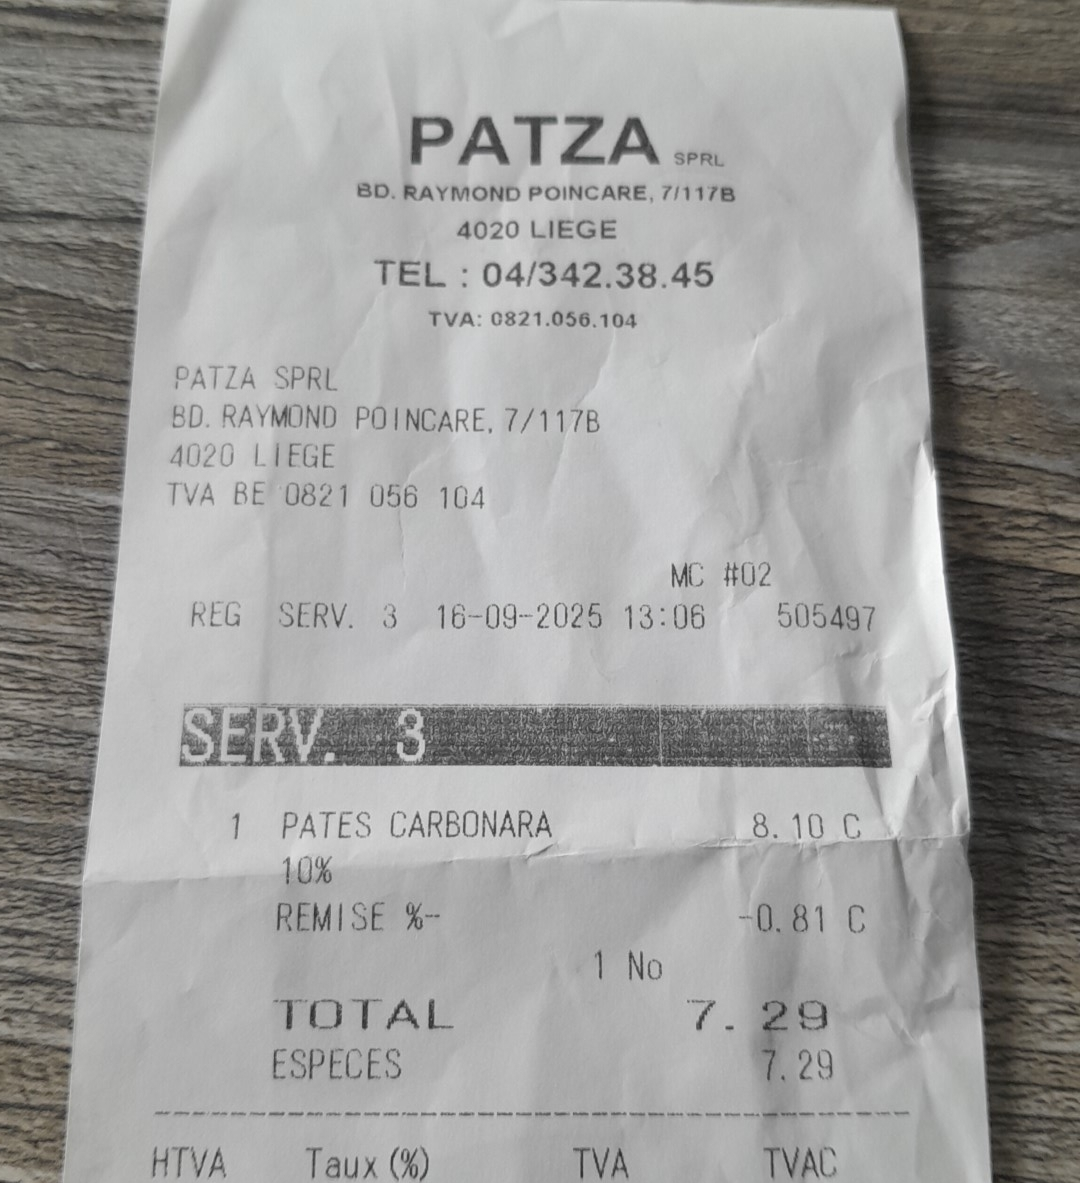 PATZA SPRL
BD. RAYMOND POINCARE, 7/117B
4020 LIEGE
TEL : 04/342.38.45
TVA: 0821.056.104
PATZA SPRL
BD. RAYMOND POINCARE, 7/117B
4020 LIEGE
TVA BE 0821 056 104
MC #02
REG SERV. 3 16-09-2025 13:06 505497
SERV. 3
1 PATES CARBONARA 8.10 C
10%
REMISE %- -0.81 C
1 No
TOTAL 7.29
ESPECES 7.29
HTVA Taux (%) TVA TVAC